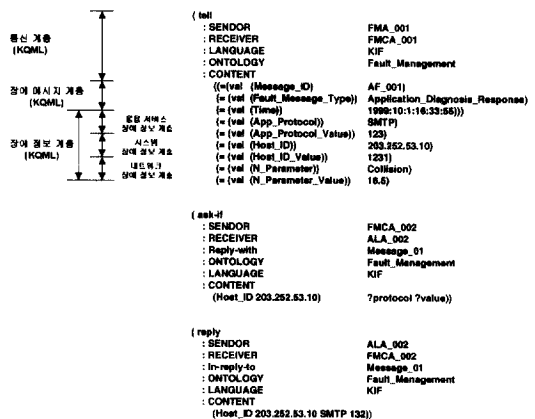 통신 계층
(KQML)
장애 메시지 계층
(KQML)
장애 정보 계층
(KQML)
응용 서비스
장애 정보 계층
시스템
장애 정보 계층
네트워크
장애 정보 계층
( tell
: SENDOR FMA_001
: RECEIVER FMCA_001
: LANGUAGE KIF
: ONTOLOGY Fault_Management
: CONTENT
((=(val (Message_ID) AF_001)
(= (val (Fault_Message_Type)) Application_Diagnosis_Response)
(= (val (Time)) 1999:10:1:16:33:55)))
(= (val (App_Protocol)) SMTP)
(= (val (App_Protocol_Value)) 123)
(= (val (Host_ID)) 203.252.53.10)
(= (val (Host_ID_Value)) 1231)
(= (val (N_Parameter)) Collision)
(= (val (N_Parameter_Value)) 16.5)
( ask-if
: SENDOR FMCA_002
: RECEIVER ALA_002
: Reply-with Message_01
: ONTOLOGY Fault_Management
: LANGUAGE KIF
: CONTENT
(Host_ID 203.252.53.10) ?protocol ?value))
( reply
: SENDOR ALA_002
: RECEIVER FMCA_002
: In-reply-to Message_01
: ONTOLOGY Fault_Management
: LANGUAGE KIF
: CONTENT
(Host_ID 203.252.53.10 SMTP 132))